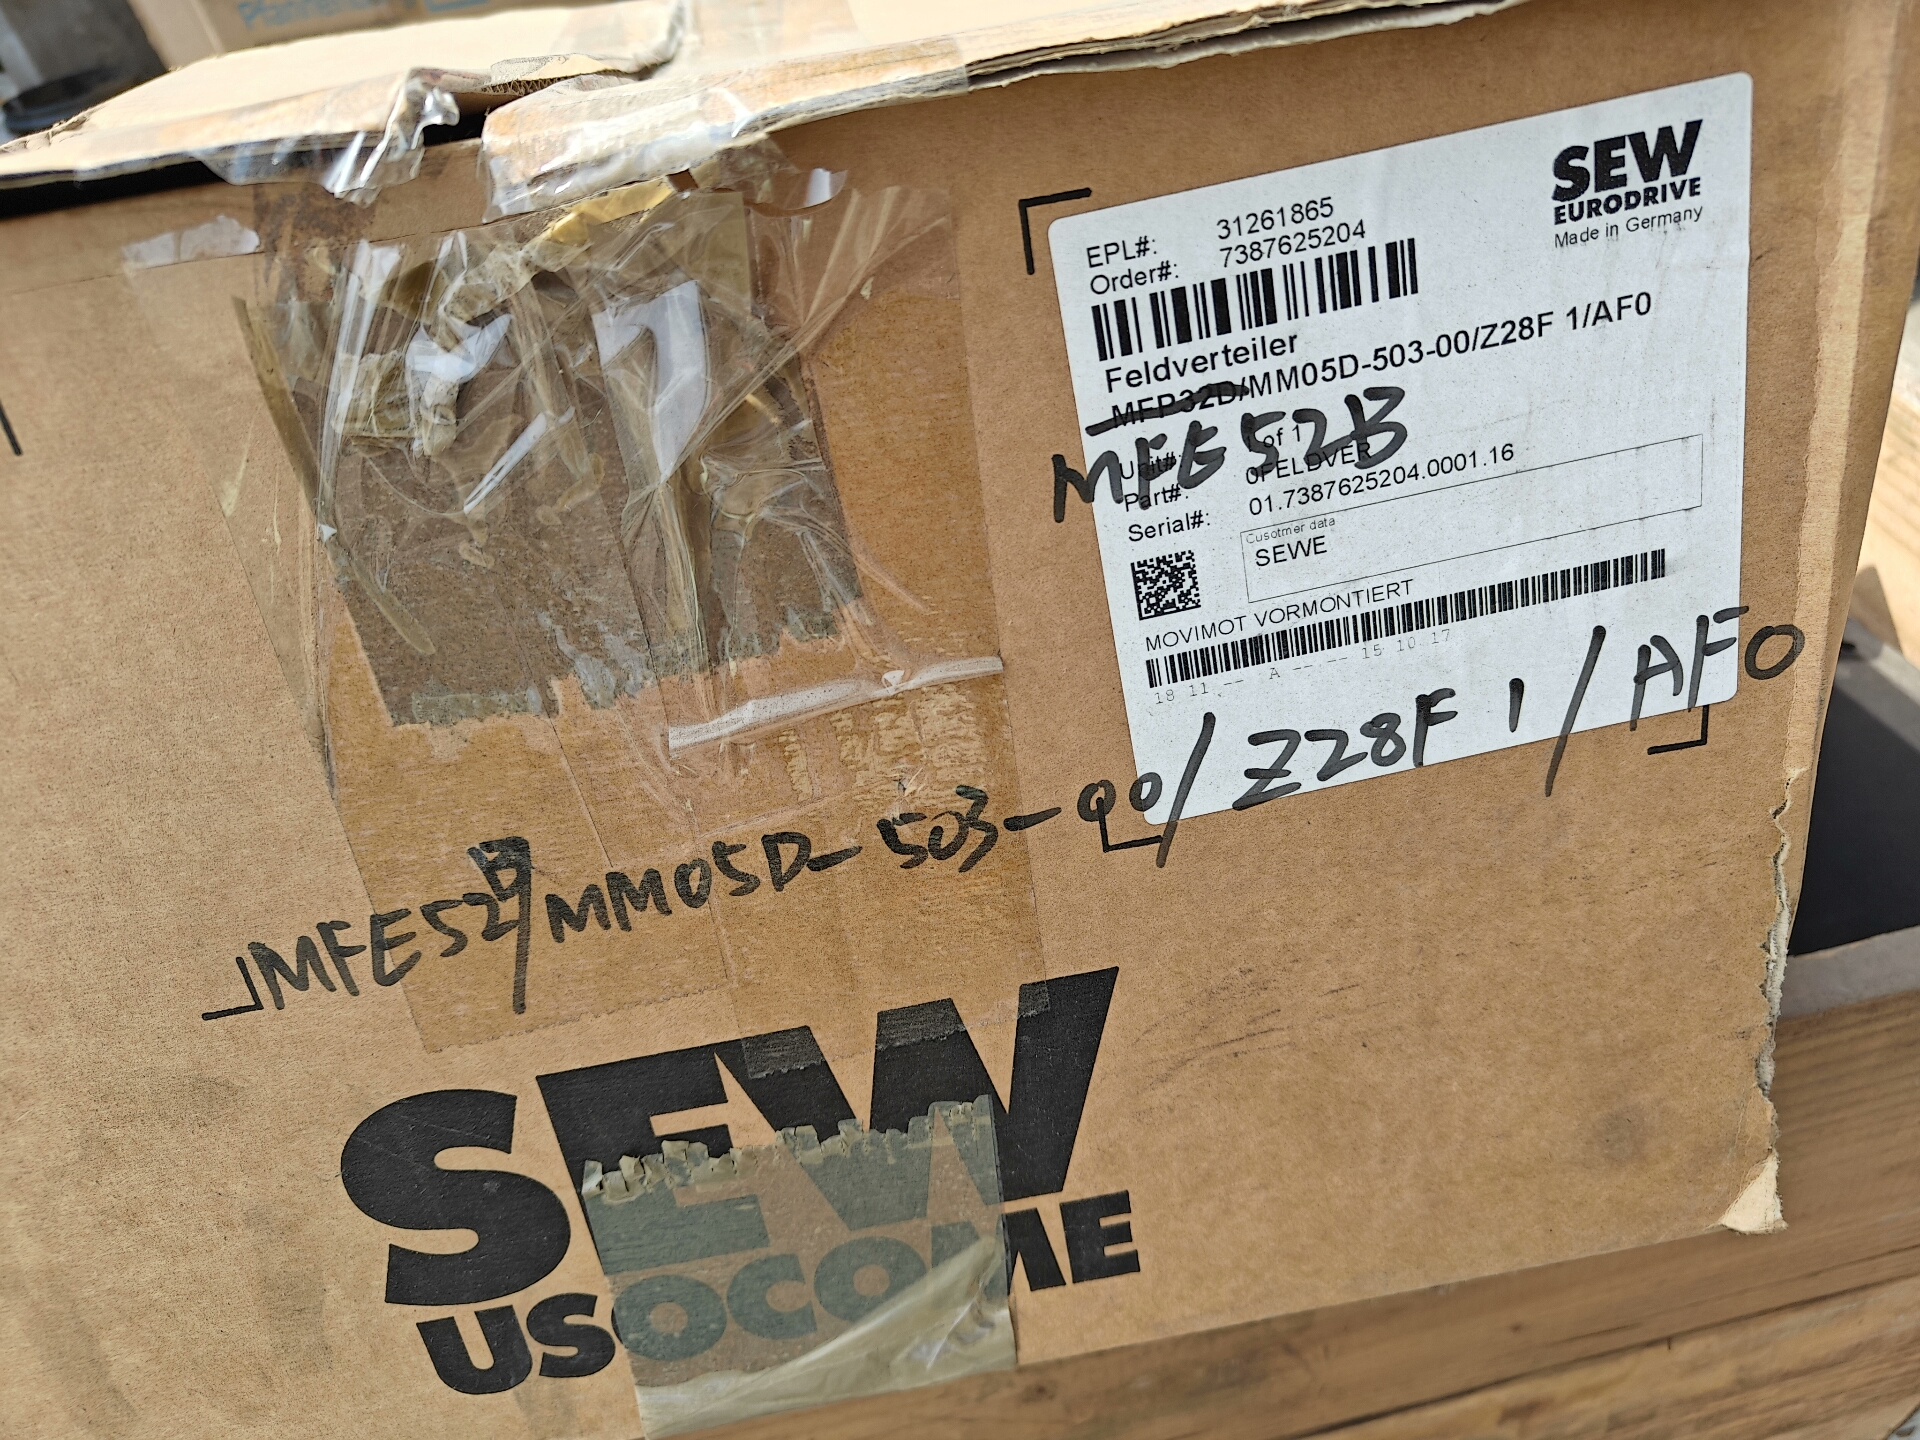 SEW
EURODRIVE
Made in Germany
EPL#: 31261865
Order#: 7387625204
Feldverteiler
MFP32D/MM05D-503-00/Z28F 1/AF0
MFE52B
Unit#: 1 of 1
Part#: 0FELDVER
Serial#: 01.7387625204.0001.16
Cusotmer data
SEWE
MOVIMOT VORMONTIERT
18 11 -- A -- -- 15 10 17
MFE52B/MM05D-503-00/Z28F 1/AF0
SEW
USOCOME